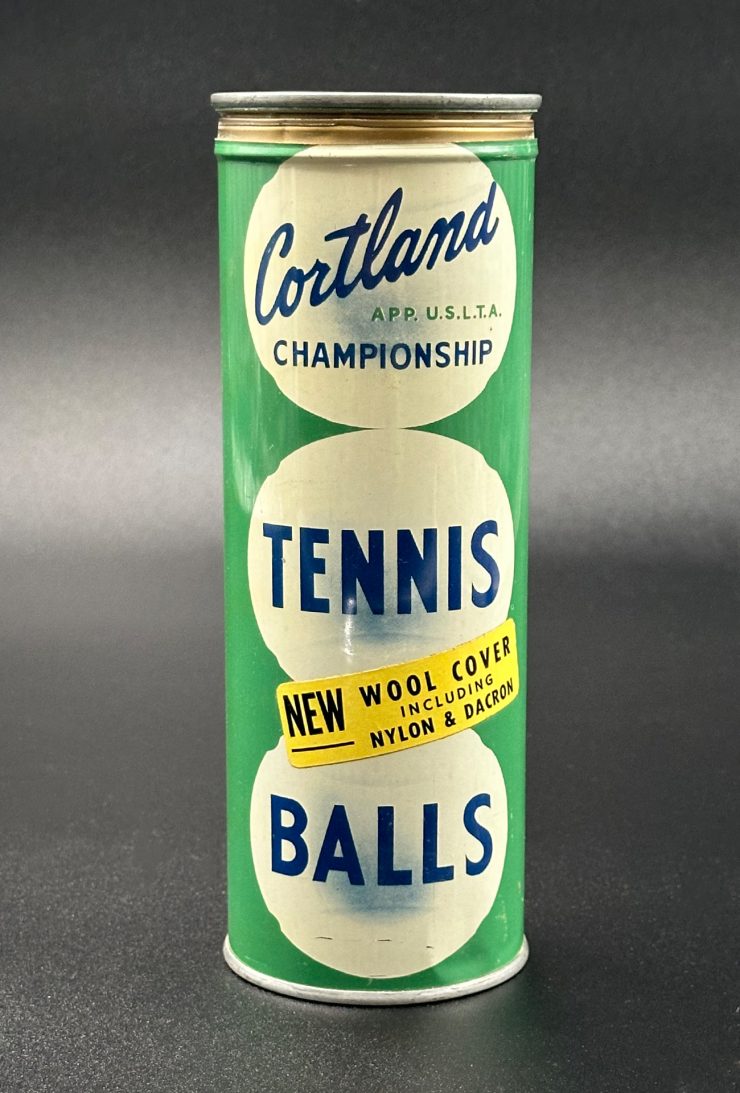 Cortland
APP. U.S.L.T.A.
CHAMPIONSHIP
TENNIS
NEW
WOOL COVER
INCLUDING
NYLON & DACRON
BALLS